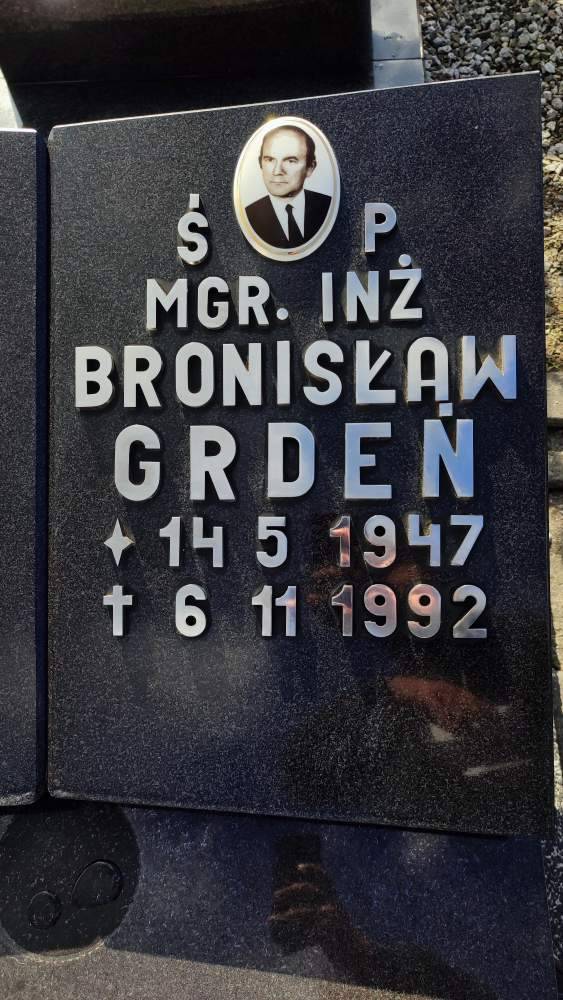 Ś P.
MGR. INŻ
BRONISŁAW
GRDEŃ
14 5 1947
† 6 11 1992